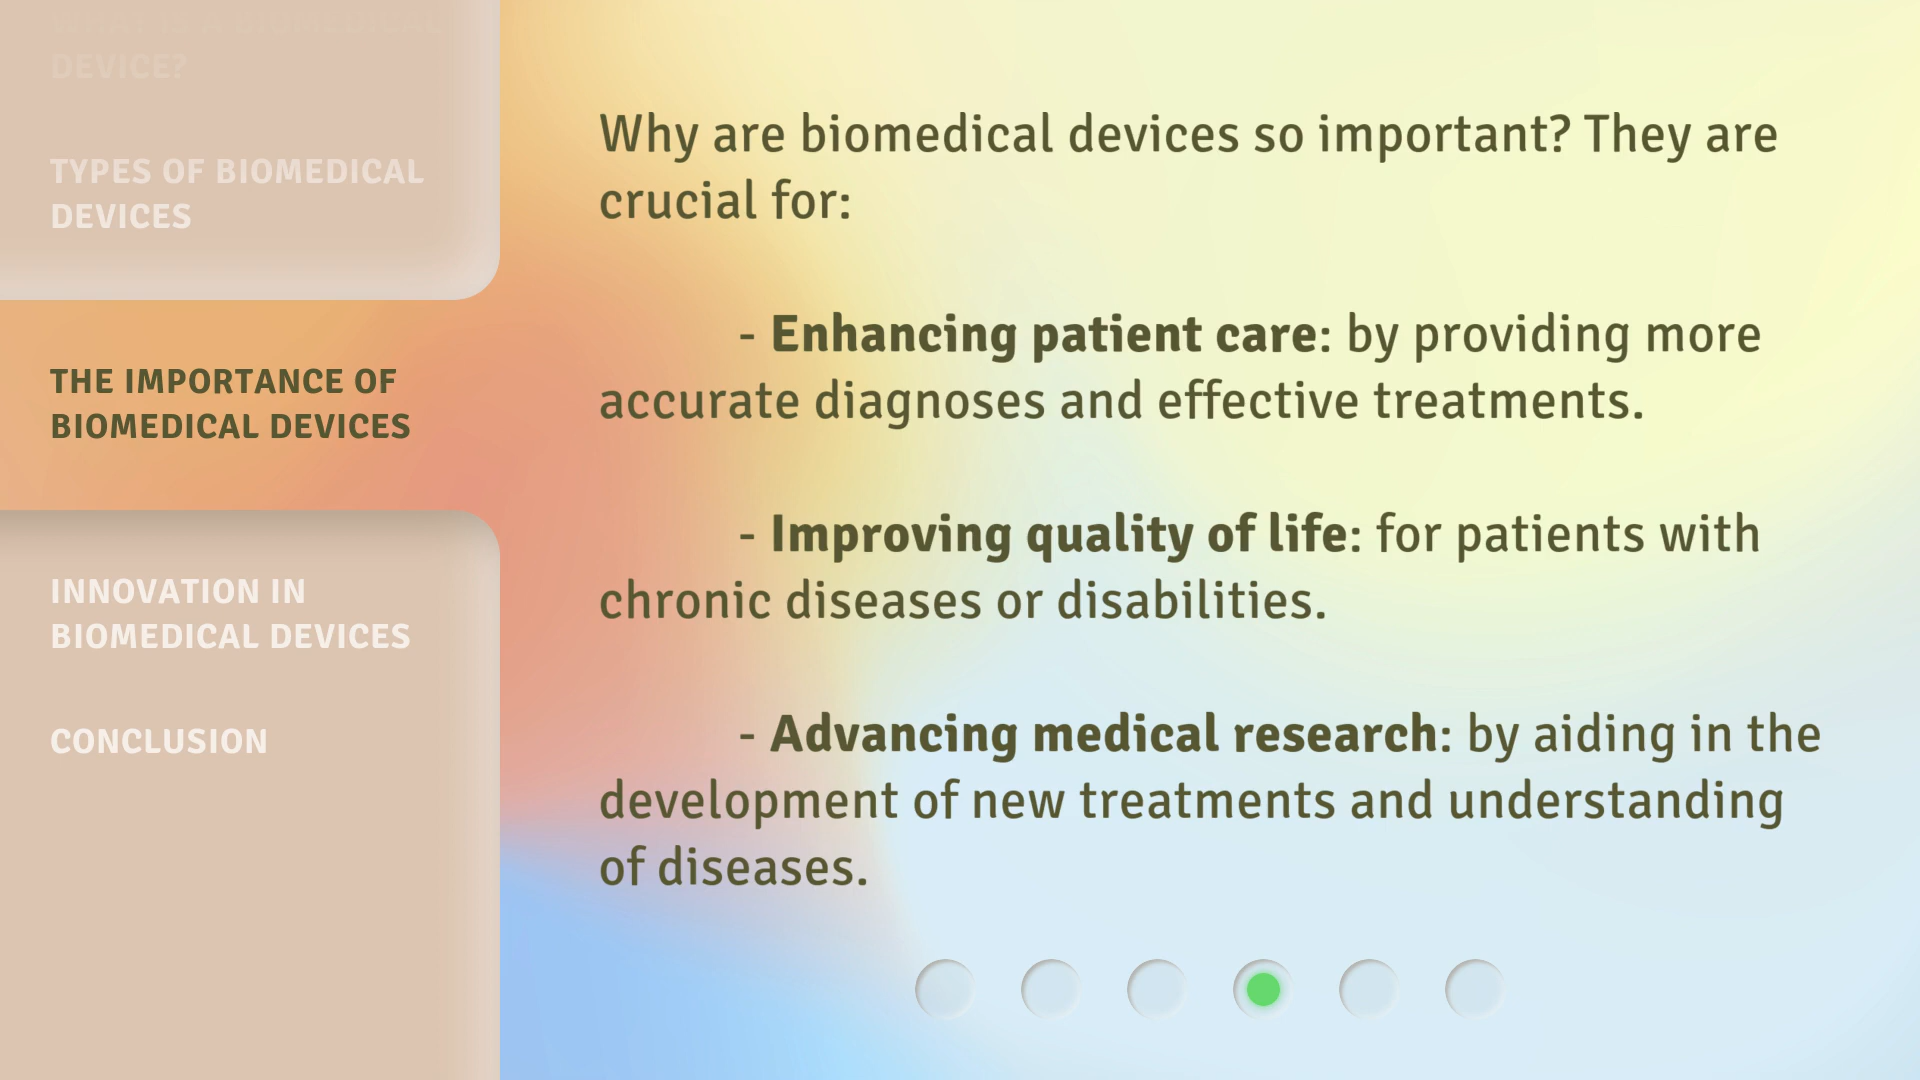 WHAT IS A BIOMEDICAL
DEVICE?
TYPES OF BIOMEDICAL
DEVICES
THE IMPORTANCE OF
BIOMEDICAL DEVICES
INNOVATION IN
BIOMEDICAL DEVICES
CONCLUSION
Why are biomedical devices so important? They are
crucial for:
- Enhancing patient care: by providing more
accurate diagnoses and effective treatments.
- Improving quality of life: for patients with
chronic diseases or disabilities.
- Advancing medical research: by aiding in the
development of new treatments and understanding
of diseases.